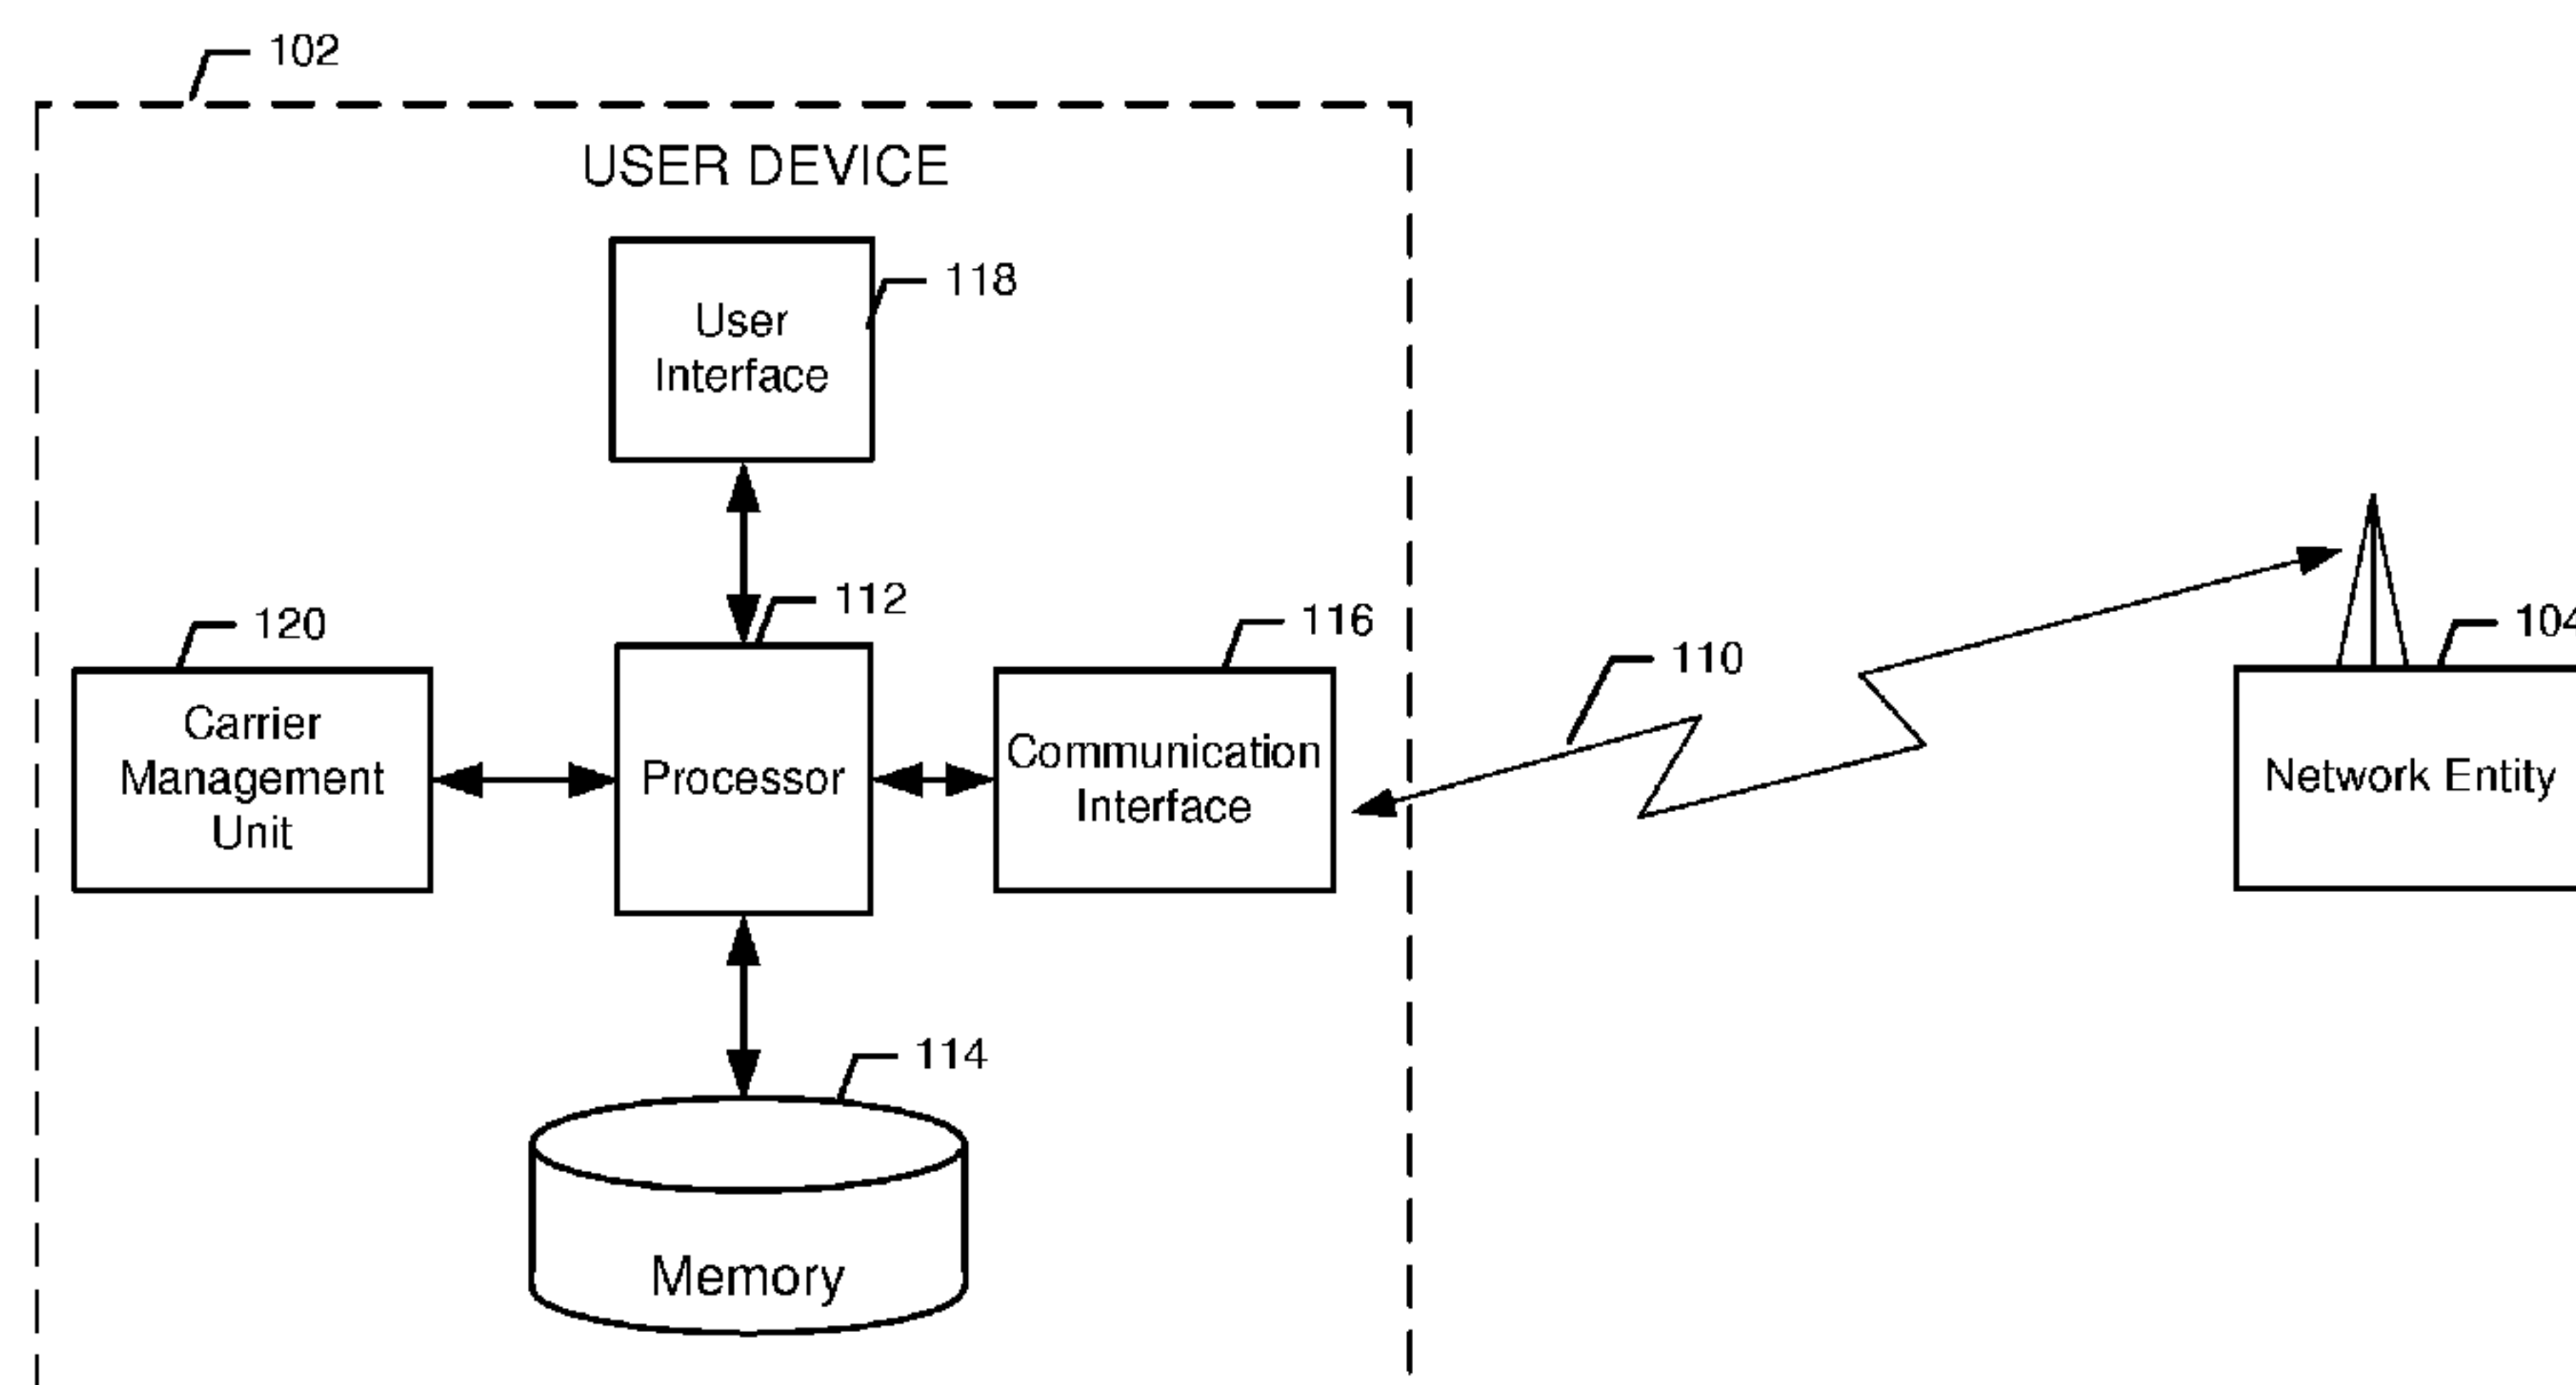 102
USER DEVICE
118
User
Interface
112
120
116
110
104
Carrier
Management
Unit
Processor
Communication
Interface
Network Entity
114
Memory